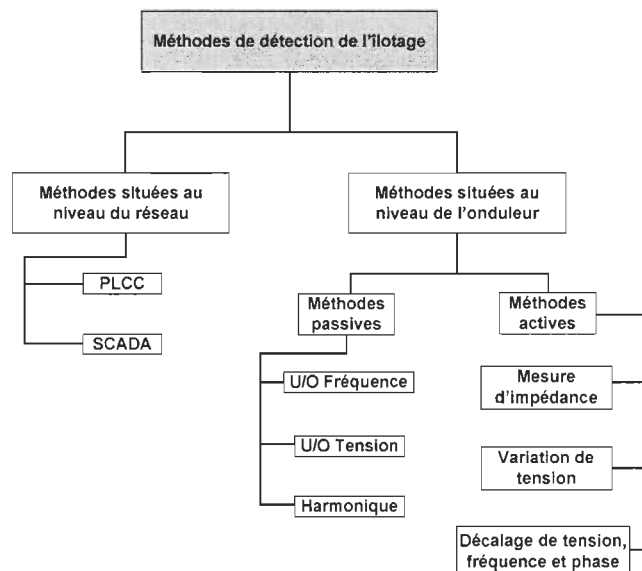 Méthodes de détection de l'îlotage
Méthodes situées au
niveau du réseau
Méthodes situées au
niveau de l'onduleur
PLCC
SCADA
Méthodes
passives
Méthodes
actives
U/O Fréquence
U/O Tension
Harmonique
Mesure
d'impédance
Variation de
tension
Décalage de tension,
fréquence et phase